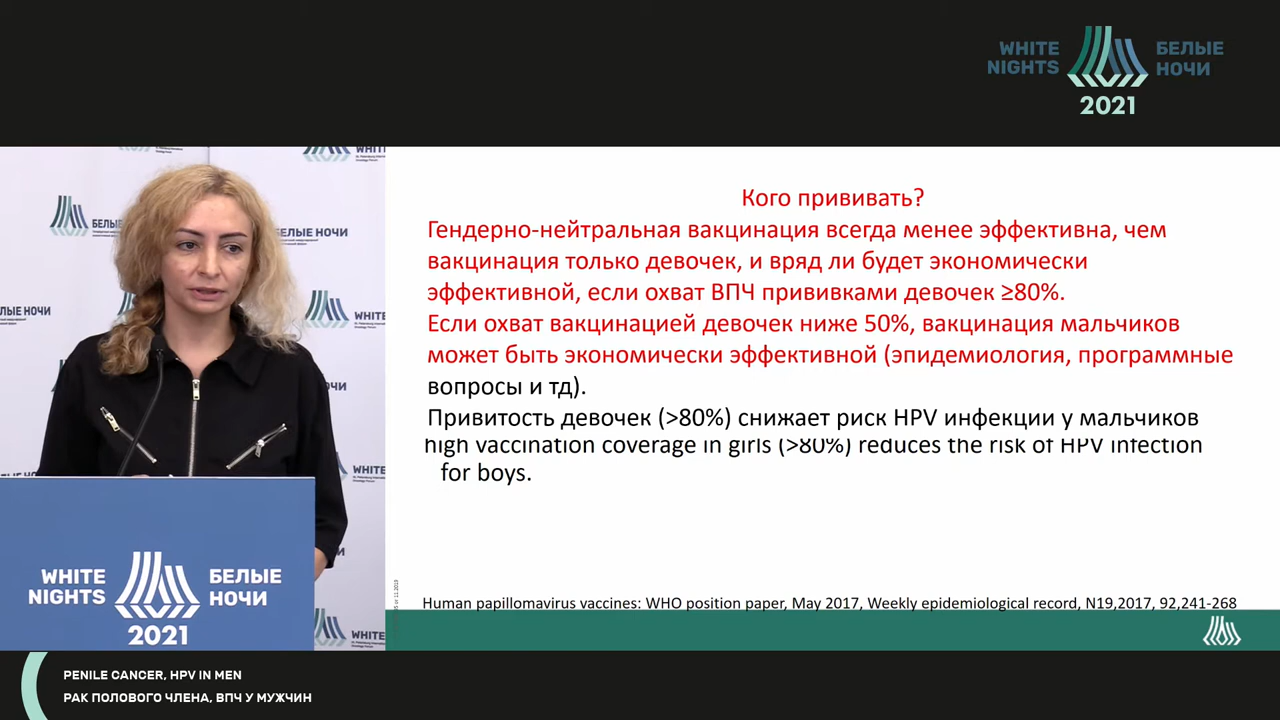 WHITE NIGHTS
БЕЛЫЕ НОЧИ
2021
БЕЛЫЕ НОЧИ
WHITE NIGHTS
БЕЛЫЕ НОЧИ
2021
Кого прививать?
Гендерно-нейтральная вакцинация всегда менее эффективна, чем
вакцинация только девочек, и вряд ли будет экономически
эффективной, если охват ВПЧ прививками девочек ≥80%.
Если охват вакцинацией девочек ниже 50%, вакцинация мальчиков
может быть экономически эффективной (эпидемиология, программные
вопросы и тд).
Привитость девочек (>80%) снижает риск HPV инфекции у мальчиков
high vaccination coverage in girls (>80%) reduces the risk of HPV infection
for boys.
Human papillomavirus vaccines: WHO position paper, May 2017, Weekly epidemiological record, N19,2017, 92,241-268
PENILE CANCER, HPV IN MEN
РАК ПОЛОВОГО ЧЛЕНА, ВПЧ У МУЖЧИН